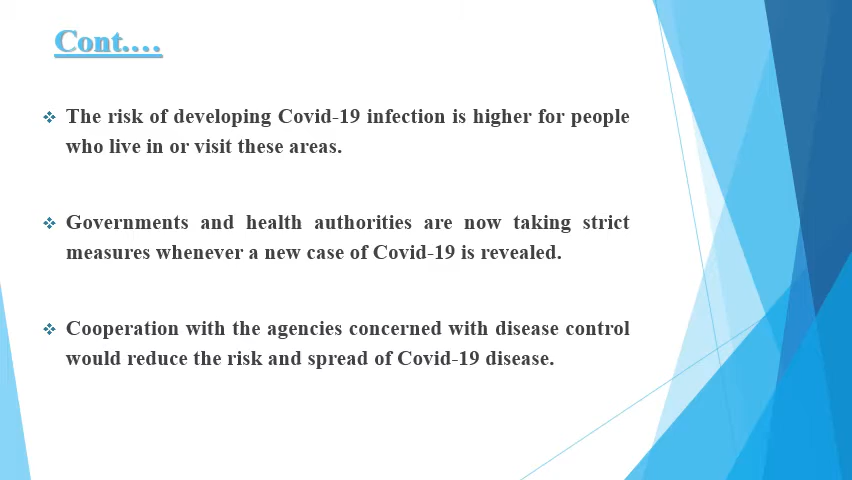 Cont.…
The risk of developing Covid-19 infection is higher for people
who live in or visit these areas.
Governments and health authorities are now taking strict
measures whenever a new case of Covid-19 is revealed.
Cooperation with the agencies concerned with disease control
would reduce the risk and spread of Covid-19 disease.